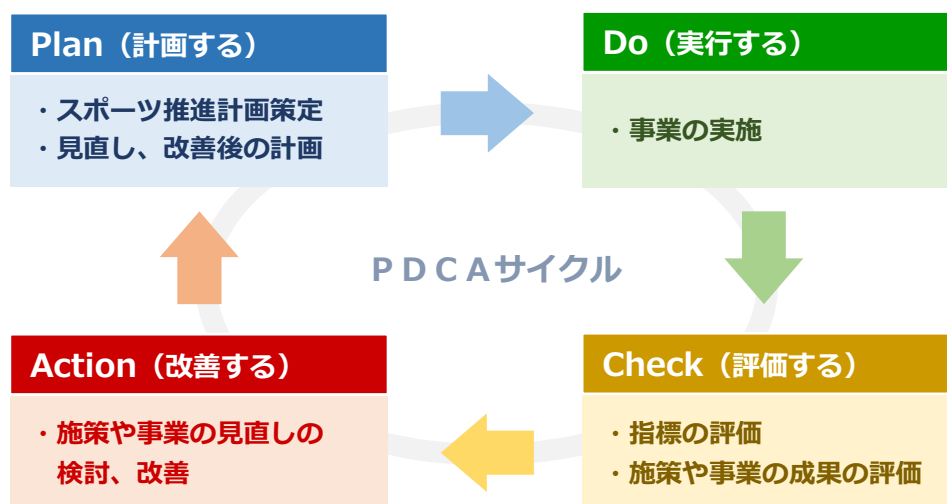 Plan（計画する）
・スポーツ推進計画策定
・見直し、改善後の計画
Do（実行する）
・事業の実施
ＰＤＣＡサイクル
Action（改善する）
・施策や事業の見直しの
検討、改善
Check（評価する）
・指標の評価
・施策や事業の成果の評価